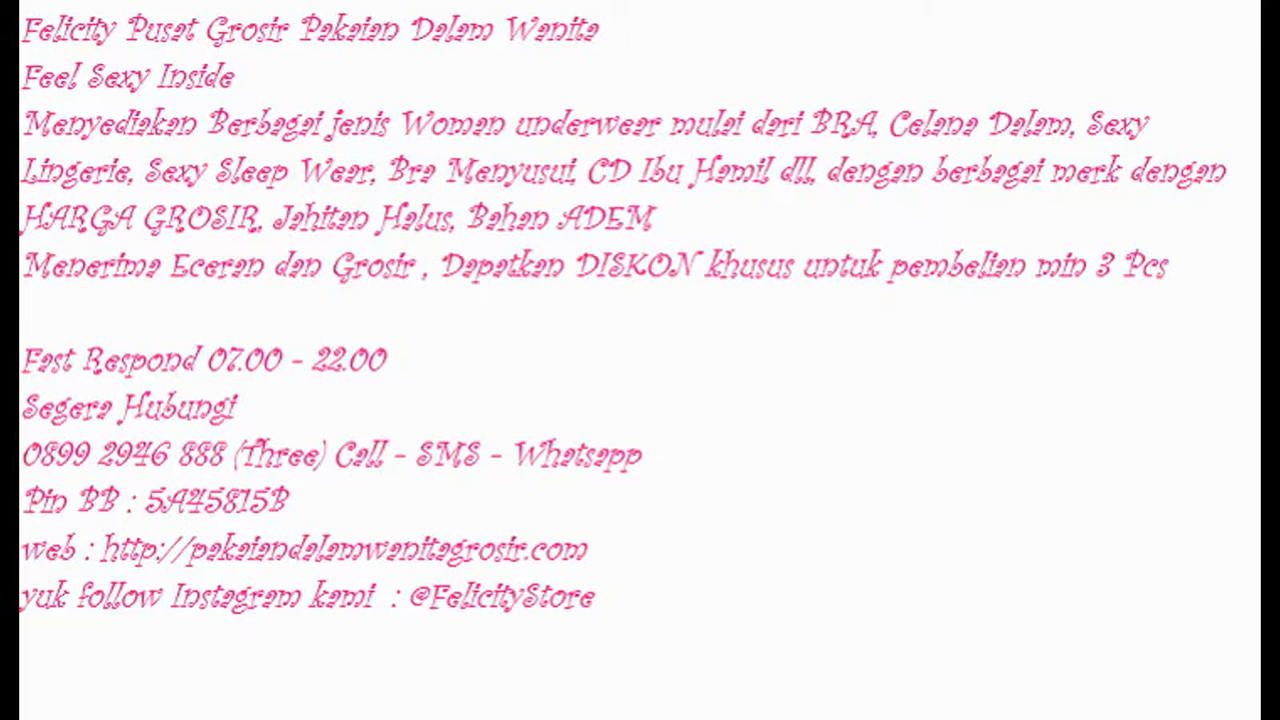 Felicity Pusat Grosir Pakaian Dalam Wanita
Feel Sexy Inside
Menyediakan Berbagai jenis Woman underwear mulai dari BRA, Celana Dalam, Sexy
Lingerie, Sexy Sleep Wear, Bra Menyusui, CD Ibu Hamil dll, dengan berbagai merk dengan
HARGA GROSIR, Jahitan Halus, Bahan ADEM
Menerima Eceran dan Grosir , Dapatkan DISKON khusus untuk pembelian min 3 Pcs
Fast Respond 07.00 - 22.00
Segera Hubungi
0899 2946 888 (Three) Call - SMS - Whatsapp
Pin BB : 5A45815B
web : http://pakaiandalamwanitagrosir.com
yuk follow Instagram kami : @FelicityStore